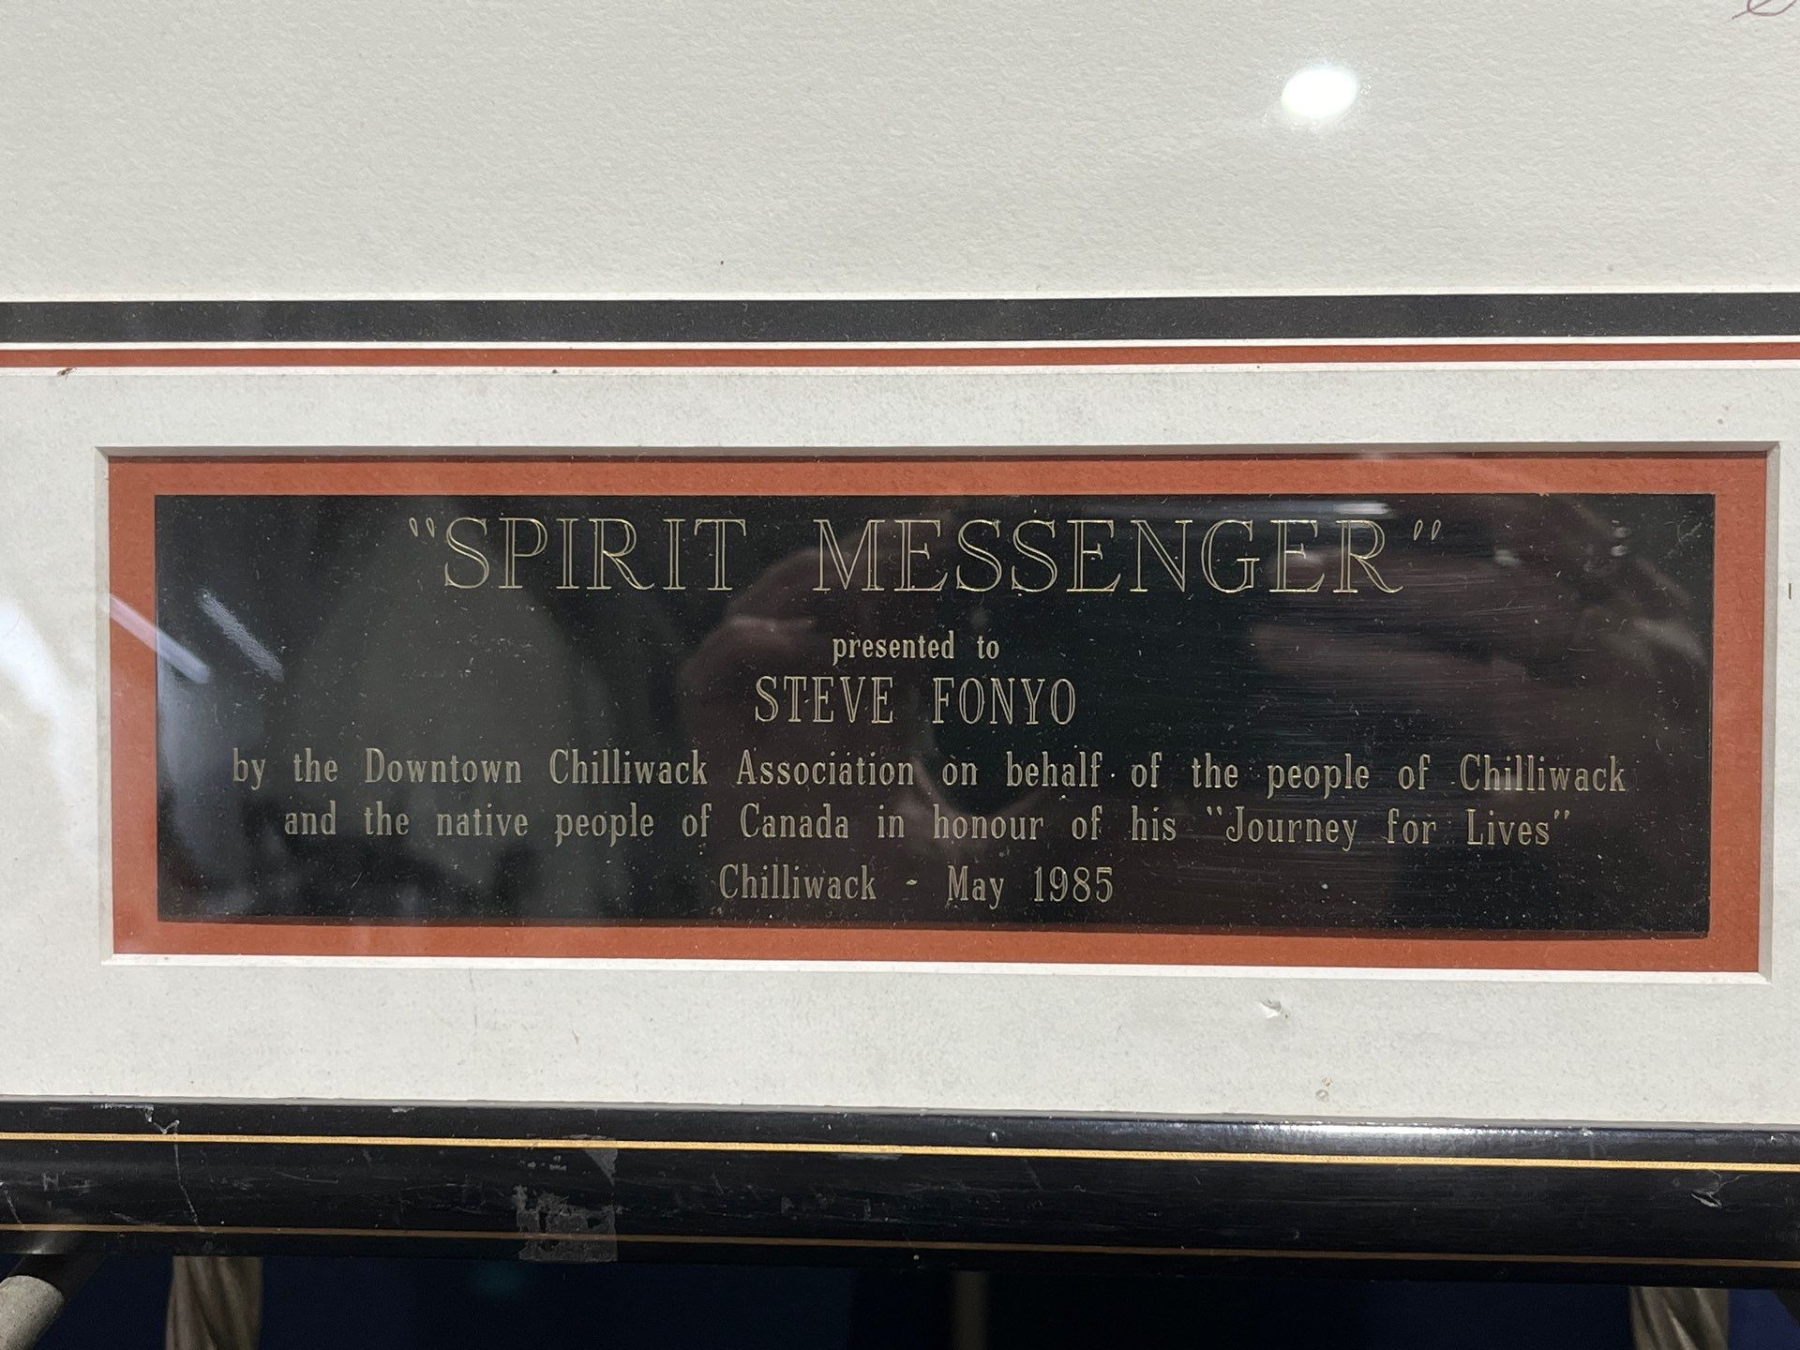 "SPIRIT MESSENGER"
presented to
STEVE FONYO
by the Downtown Chilliwack Association on behalf of the people of Chilliwack
and the native people of Canada in honour of his "Journey for Lives"
Chilliwack - May 1985